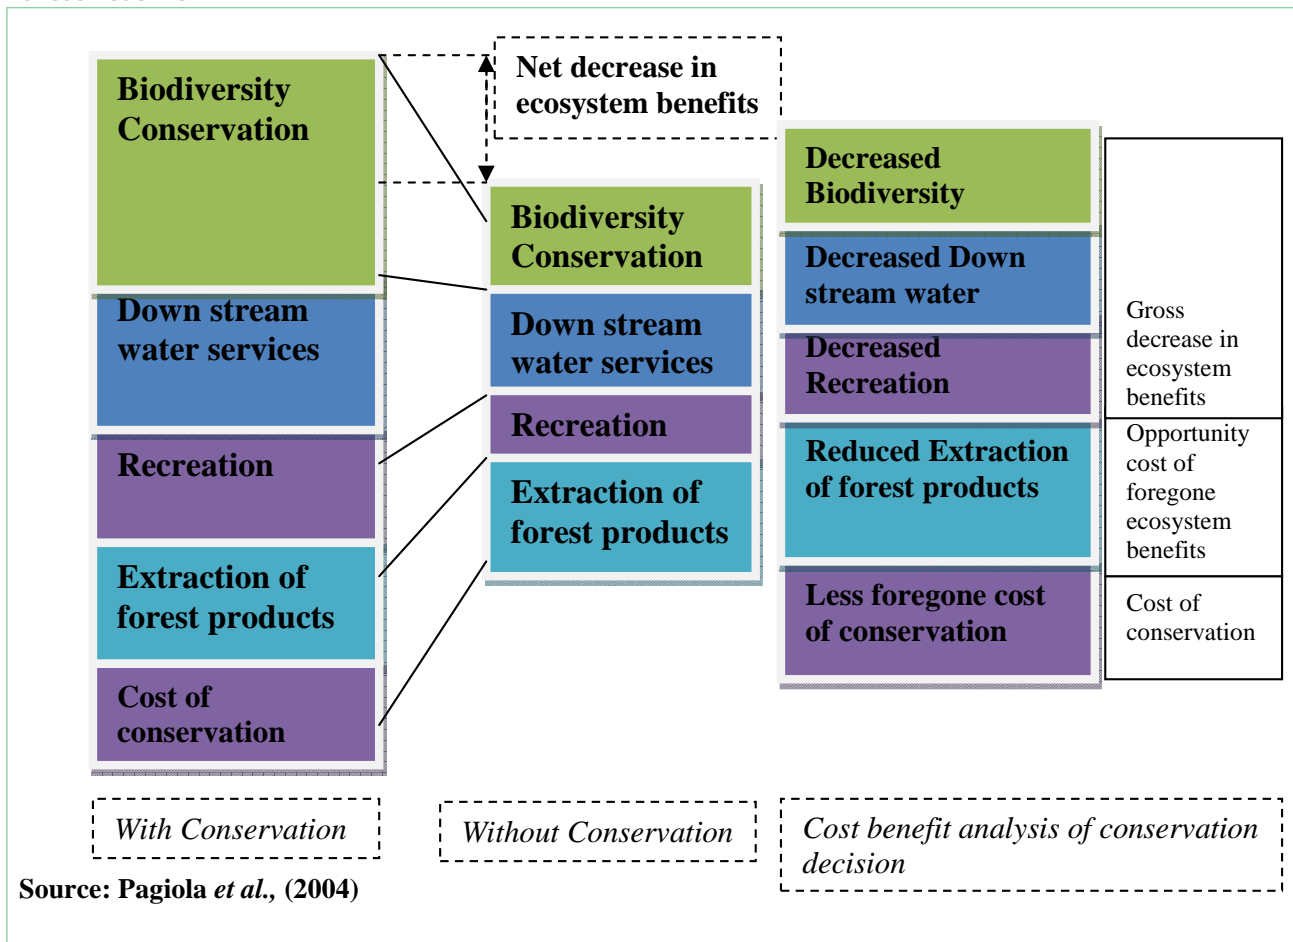 Biodiversity
Conservation
Down stream
water services
Recreation
Extraction of
forest products
Cost of
conservation
With Conservation
Net decrease in
ecosystem benefits
Biodiversity
Conservation
Down stream
water services
Recreation
Extraction of
forest products
Without Conservation
Decreased
Biodiversity
Decreased Down
stream water
Decreased
Recreation
Reduced Extraction
of forest products
Less foregone cost
of conservation
Gross
decrease in
ecosystem
benefits
Opportunity
cost of
foregone
ecosystem
benefits
Cost of
conservation
Cost benefit analysis of conservation
decision
Source: Pagiola et al., (2004)